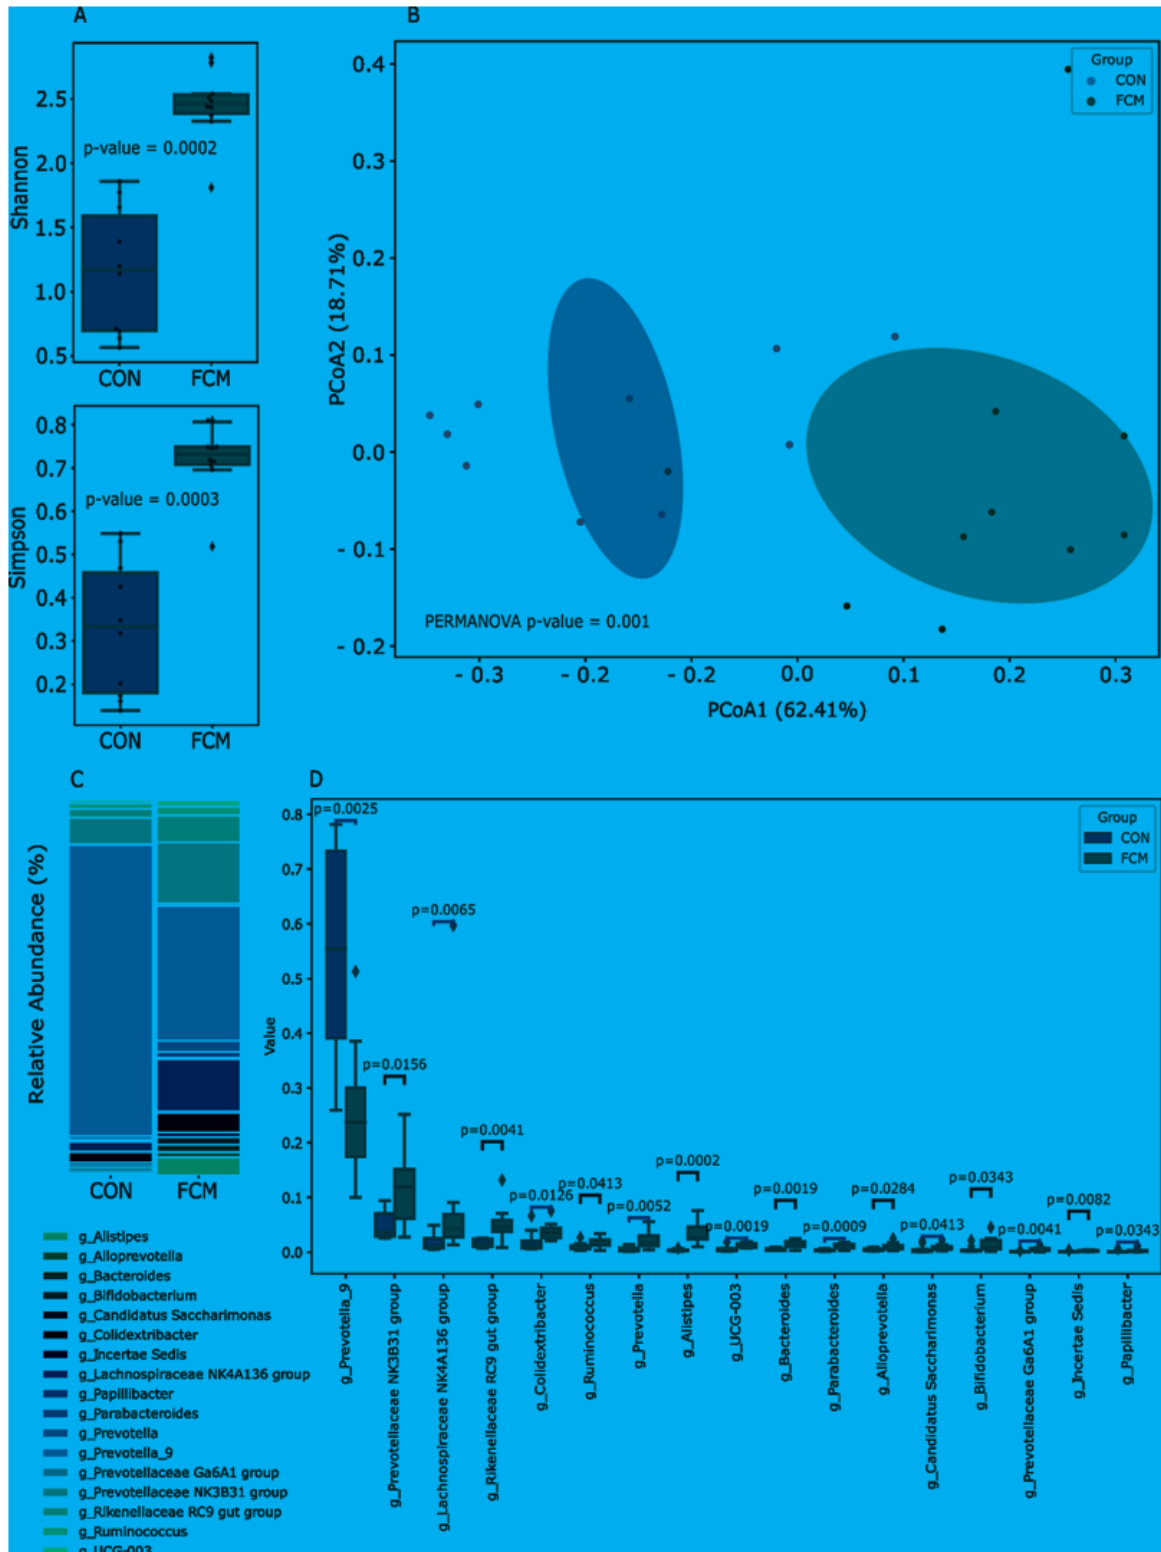 A
Shannon
2.5
2.0
1.5
1.0
0.5
p-value = 0.0002
CON FCM
Simpson
0.8
0.7
0.6
0.5
0.4
0.3
0.2
p-value = 0.0003
CON FCM
B
PCoA2 (18.71%)
0.4
0.3
0.2
0.1
0.0
- 0.1
- 0.2
Group
CON
FCM
PERMANOVA p-value = 0.001
- 0.3 - 0.2 - 0.2 0.0 0.1 0.2 0.3
PCoA1 (62.41%)
C
Relative Abundance (%)
CON FCM
g_Alistipes
g_Alloprevotella
g_Bacteroides
g_Bifidobacterium
g_Candidatus Saccharimonas
g_Colidextribacter
g_Incertae Sedis
g_Lachnospiraceae NK4A136 group
g_Papillibacter
g_Parabacteroides
g_Prevotella
g_Prevotella_9
g_Prevotellaceae Ga6A1 group
g_Prevotellaceae NK3B31 group
g_Rikenellaceae RC9 gut group
g_Ruminococcus
g_UCG-003
D
Value
0.8
0.7
0.6
0.5
0.4
0.3
0.2
0.1
0.0
Group
CON
FCM
p=0.0025
p=0.0156
p=0.0065
p=0.0041
p=0.0126
p=0.0413
p=0.0052
p=0.0002
p=0.0019
p=0.0019
p=0.0009
p=0.0284
p=0.0413
p=0.0343
p=0.0041
p=0.0082
p=0.0343
g_Prevotella_9
g_Prevotellaceae NK3B31 group
g_Lachnospiraceae NK4A136 group
g_Rikenellaceae RC9 gut group
g_Colidextribacter
g_Ruminococcus
g_Prevotella
g_Alistipes
g_UCG-003
g_Bacteroides
g_Parabacteroides
g_Alloprevotella
g_Candidatus Saccharimonas
g_Bifidobacterium
g_Prevotellaceae Ga6A1 group
g_Incertae Sedis
g_Papillibacter